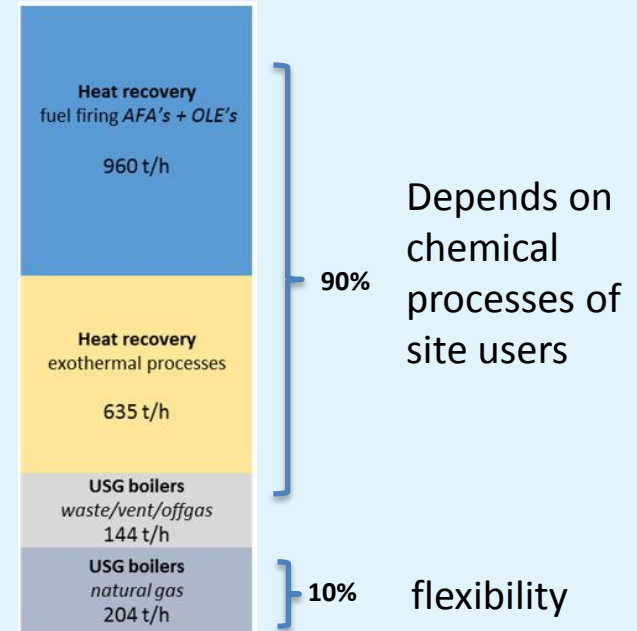 Heat recovery
fuel firing AFA's + OLE's
960 t/h
Heat recovery
exothermal processes
635 t/h
USG boilers
waste/vent/offgas
144 t/h
USG boilers
natural gas
204 t/h
90%
Depends on
chemical
processes of
site users
10%
flexibility